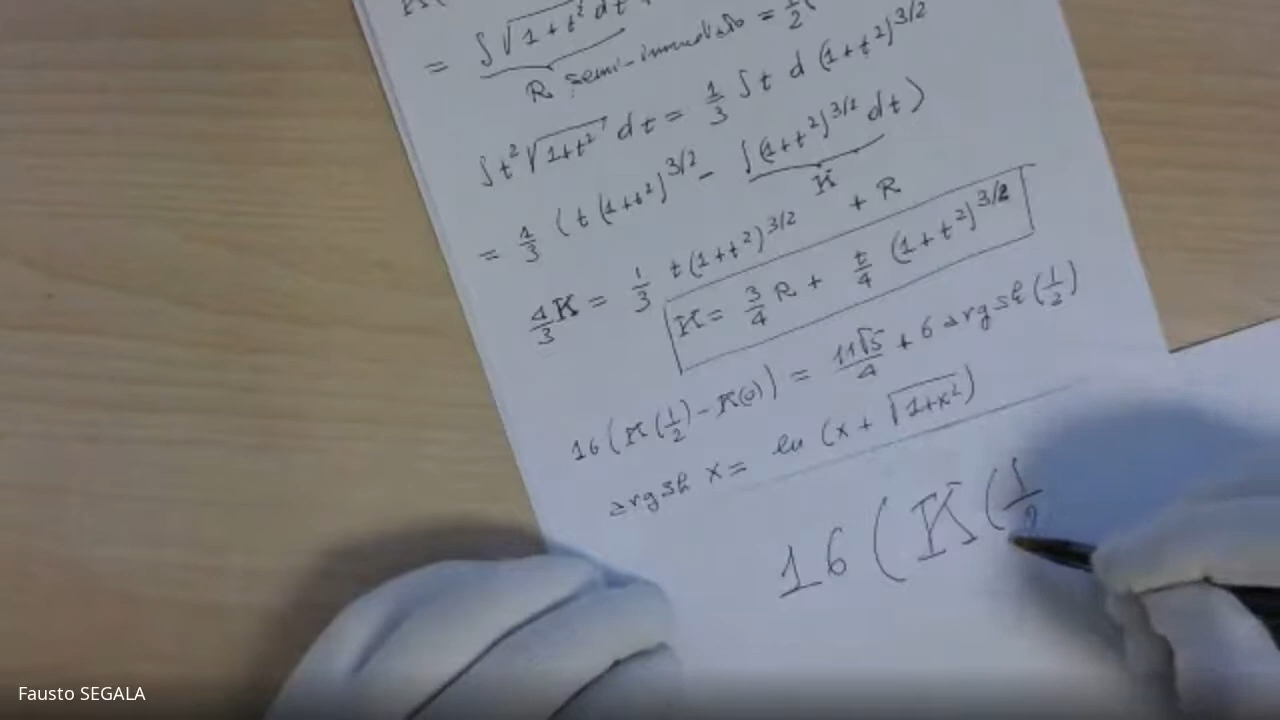 = ∫√(1+t²) dt
R semi-immediato = 1/2 (
∫t² √(1+t²) dt = 1/3 ∫ t d (1+t²)^3/2
= 1/3 ( t (1+t²)^3/2 - ∫(1+t²)^3/2 dt )
K
4/3 K = 1/3 t(1+t²)^3/2 + R
K = 3/4 R + t/4 (1+t²)^3/2
16 ( K (1/2) - K(0) ) = 11√5/4 + 6 argsh (1/2)
argsh x = ln (x + √(1+x²))
16 ( K (1/2
Fausto SEGALA